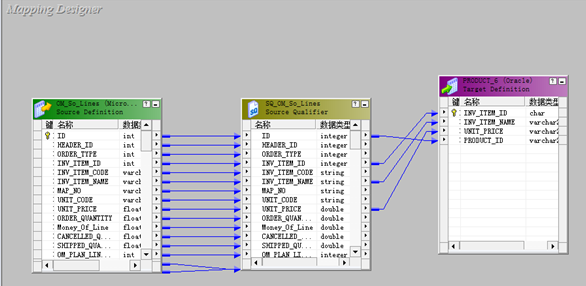 Mapping Designer
OM_So_Lines (Micro...
Source Definition
键 名称 数据
ID int
HEADER_ID int
ORDER_TYPE int
INV_ITEM_ID int
INV_ITEM_CODE varch
INV_ITEM_NAME varch
MAP_NO varch
UNIT_CODE varch
UNIT_PRICE float
ORDER_QUANTITY float
Money_Of_Line float
CANCELLED_Q... float
SHIPPED_QUA... float
OM_PLAN_LIN... int
SQ_OM_So_Lines
Source Qualifier
键 名称 数据类型
ID integer
HEADER_ID integer
ORDER_TYPE integer
INV_ITEM_ID integer
INV_ITEM_CODE string
INV_ITEM_NAME string
MAP_NO string
UNIT_CODE string
UNIT_PRICE double
ORDER_QUAN... double
Money_Of_Line double
CANCELLED_... double
SHIPPED_QU... double
OM_PLAN_LI... integer
PRODUCT_6 (Oracle)
Target Definition
键 名称 数据类型
INV_ITEM_ID char
INV_ITEM_NAME varchar2
UNIT_PRICE varchar2
PRODUCT_ID varchar2